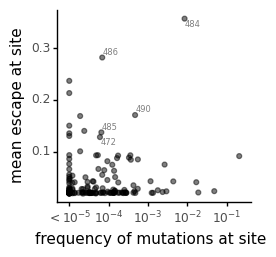 484
486
0.3
mean escape at site
0.2
490
485
472
0.1
< 10⁻⁵ 10⁻⁴ 10⁻³ 10⁻² 10⁻¹
frequency of mutations at site